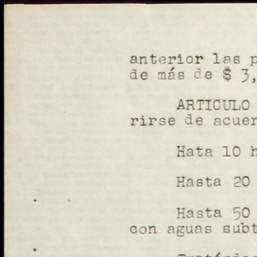 anterior las p
de más de $ 3,
ARTICULO
rirse de acuer
Hata 10 h
Hasta 20
Hasta 50
con aguas subt